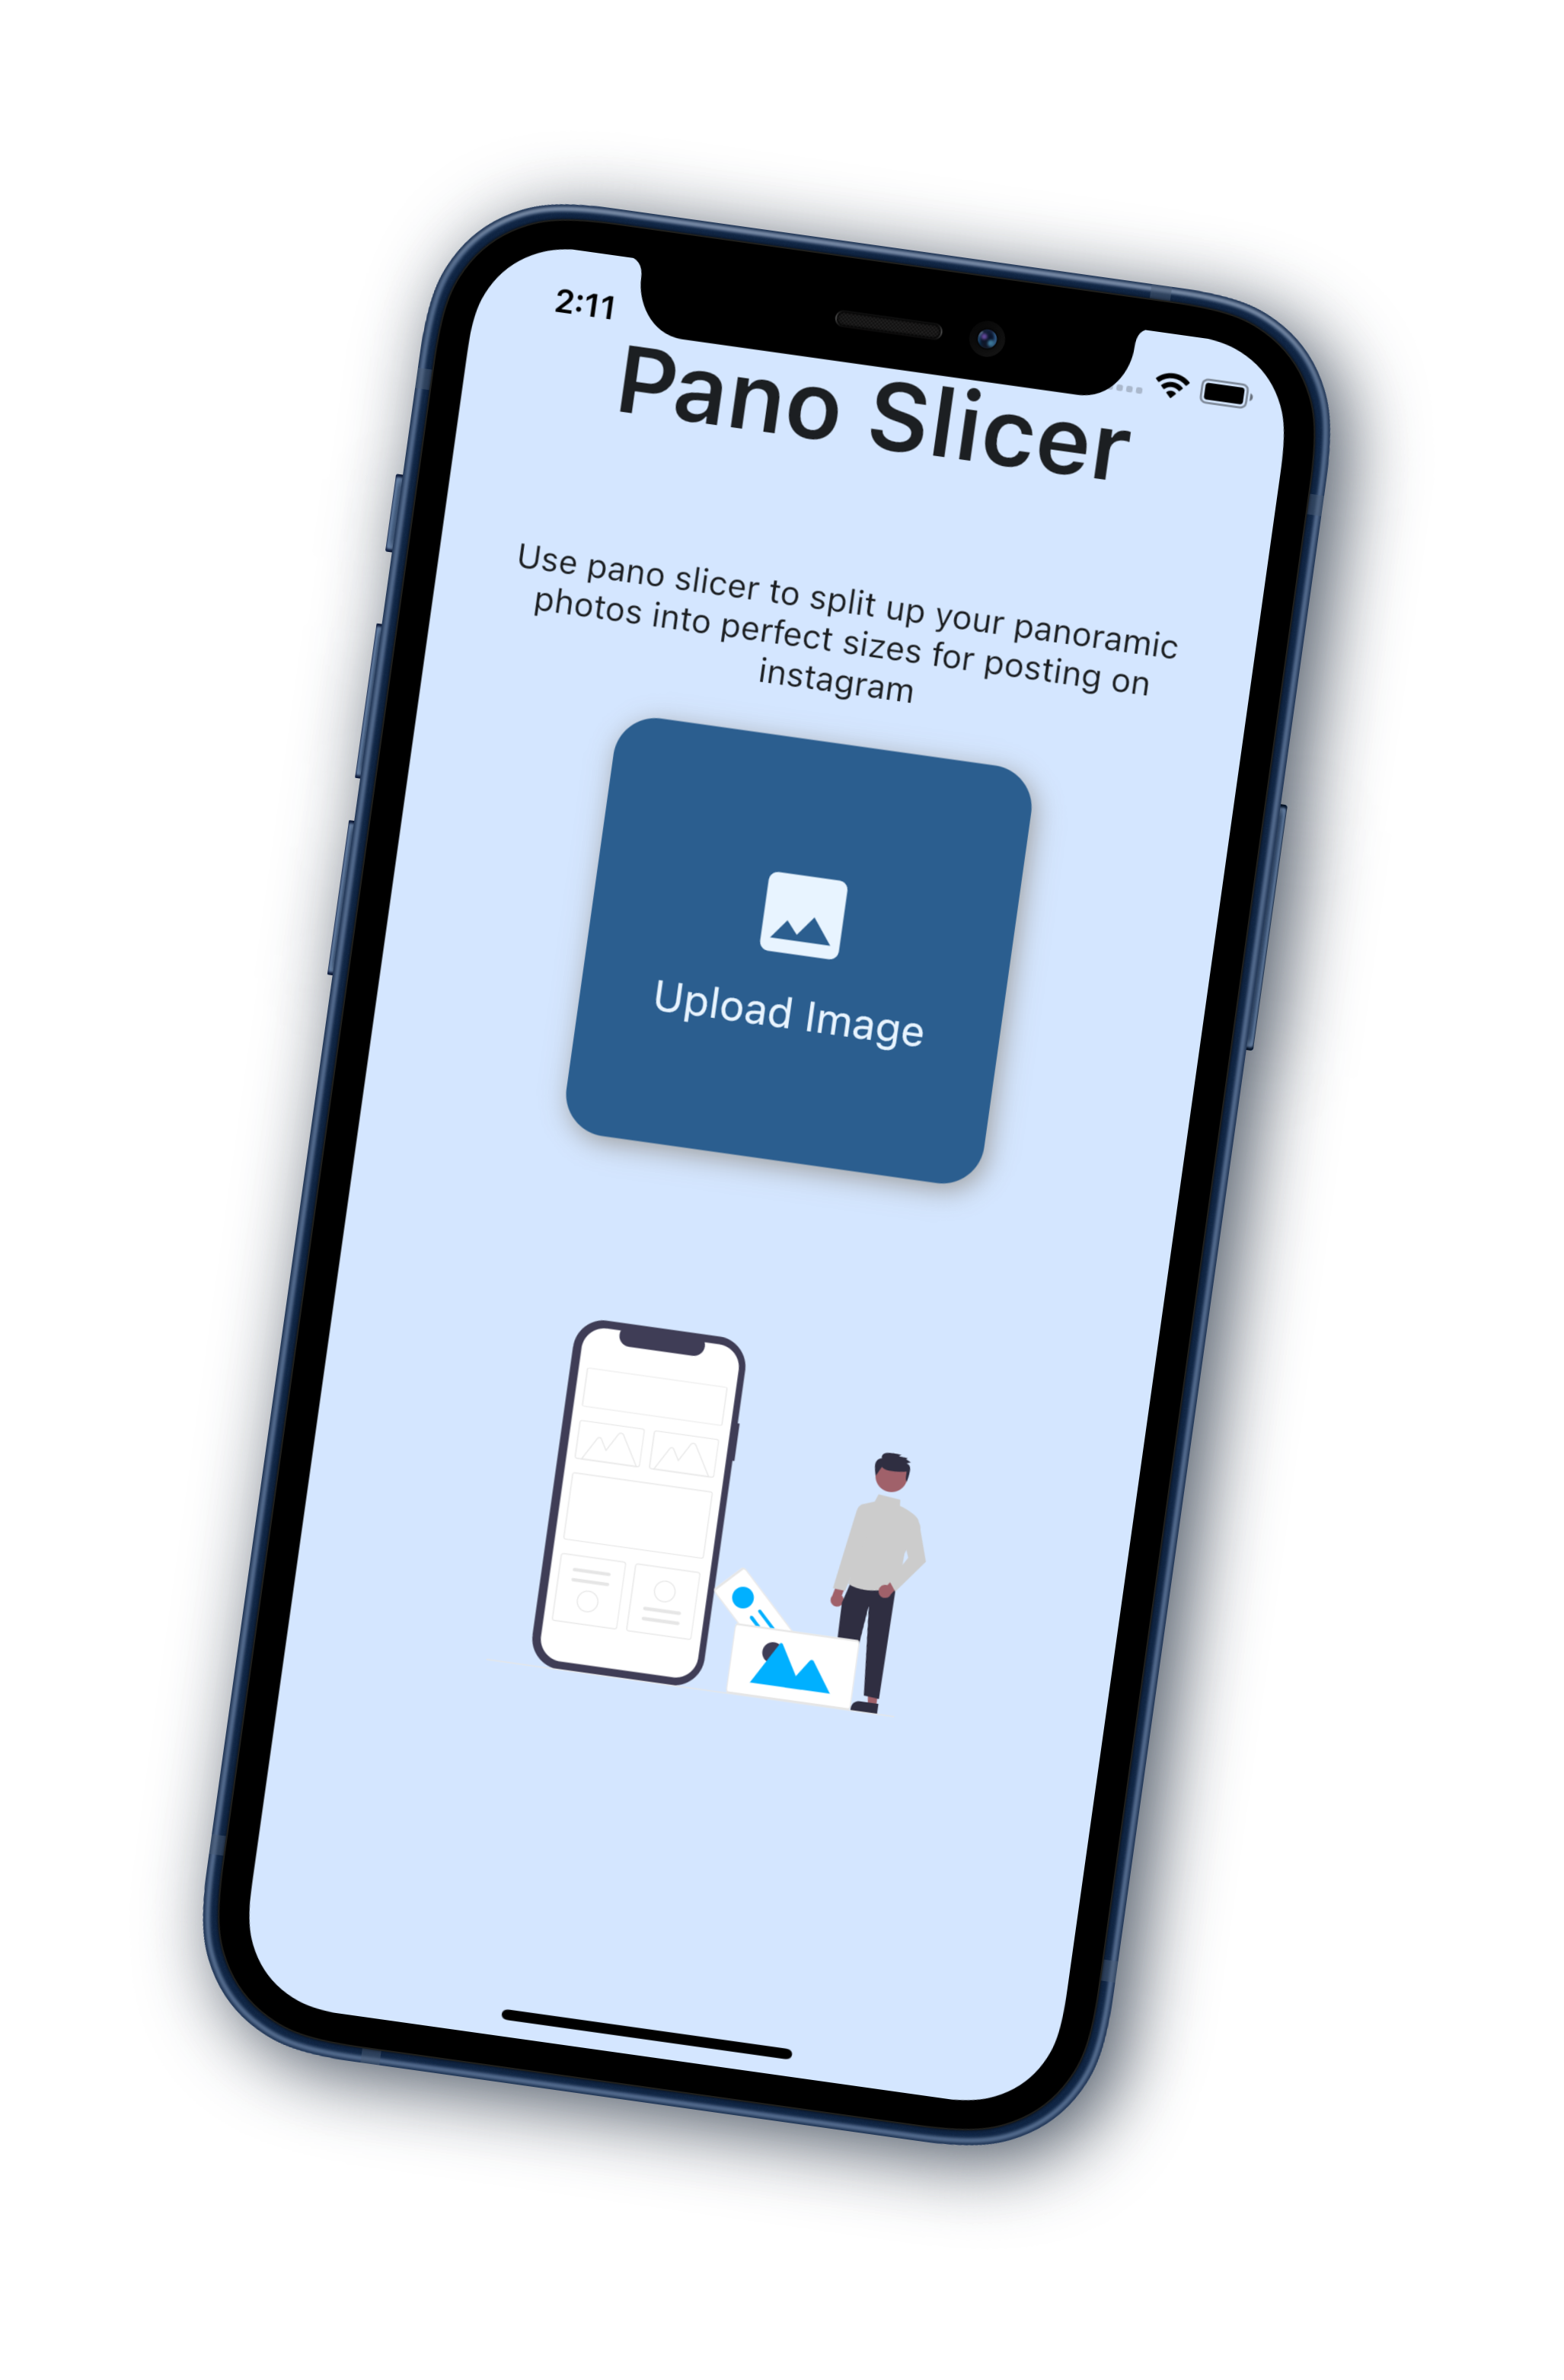 2:11
Pano Slicer
Use pano slicer to split up your panoramic
photos into perfect sizes for posting on
instagram
Upload Image